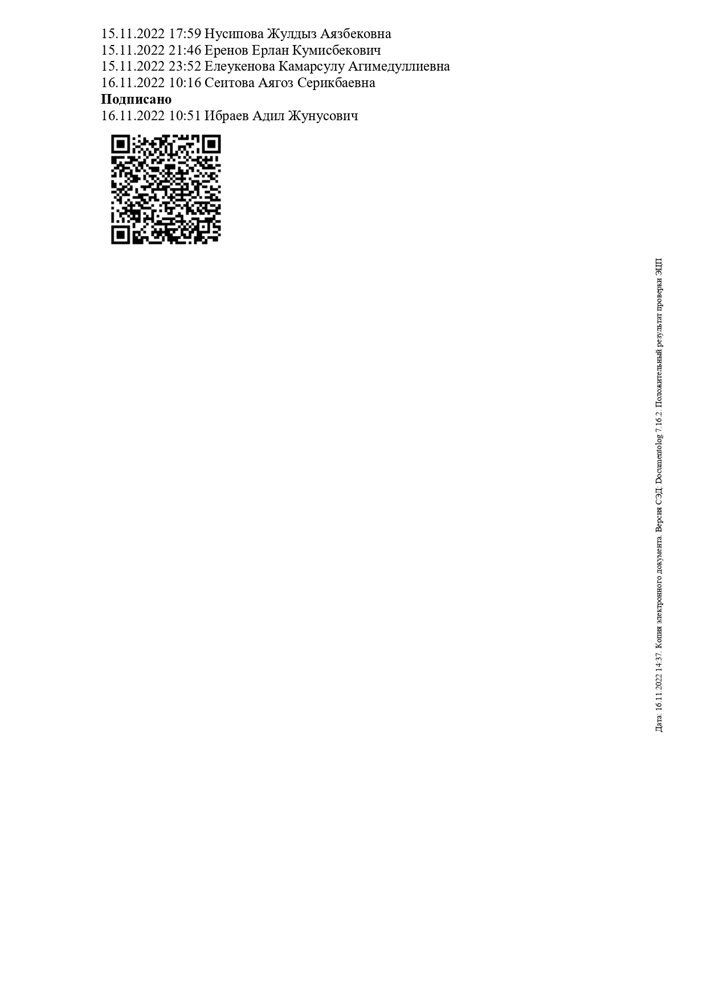 15.11.2022 17:59 Нусипова Жулдыз Аязбековна
15.11.2022 21:46 Еренов Ерлан Кумисбекович
15.11.2022 23:52 Елеукенова Камарсулу Агимедуллиевна
16.11.2022 10:16 Сеитова Аягоз Серикбаевна
Подписано
16.11.2022 10:51 Ибраев Адил Жунусович
Дата: 16.11.2022 14:37. Копия электронного документа. Версия СЭД: Documentolog 7.16.2. Положительный результат проверки ЭЦП